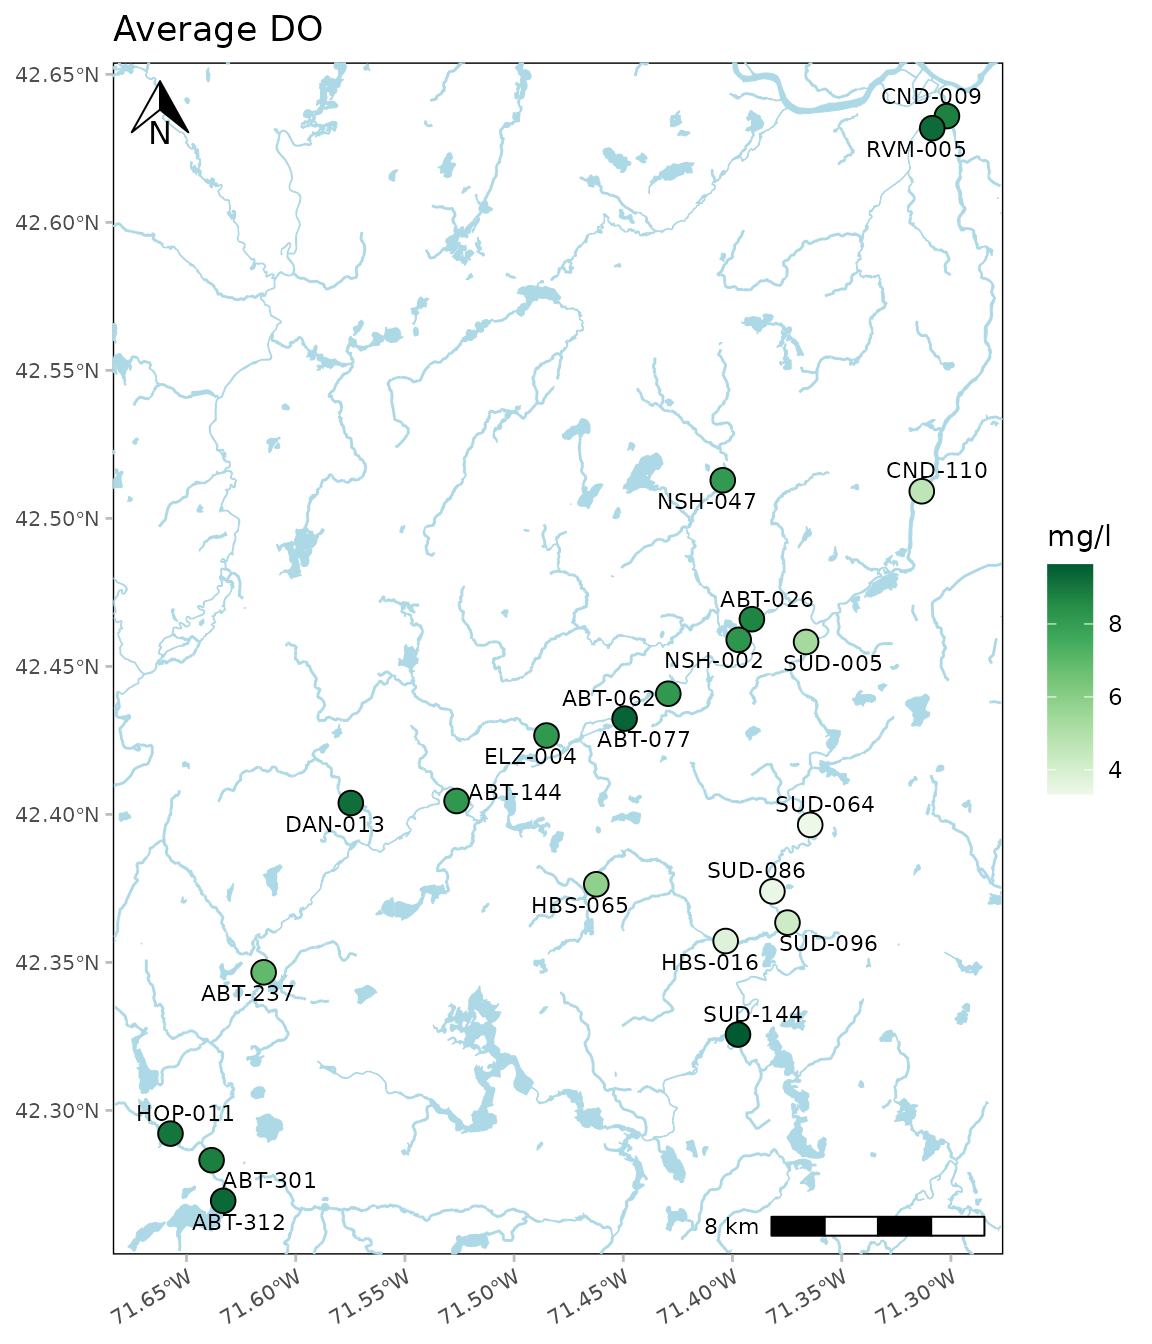 Average DO
42.65°N
42.60°N
42.55°N
42.50°N
42.45°N
42.40°N
42.35°N
42.30°N
N
CND-009
RVM-005
CND-110
NSH-047
ABT-026
NSH-002
SUD-005
ABT-062
ABT-077
ELZ-004
ABT-144
DAN-013
SUD-064
SUD-086
HBS-065
SUD-096
HBS-016
ABT-237
SUD-144
HOP-011
ABT-301
ABT-312
8 km
71.65°W
71.60°W
71.55°W
71.50°W
71.45°W
71.40°W
71.35°W
71.30°W
mg/l
8
6
4